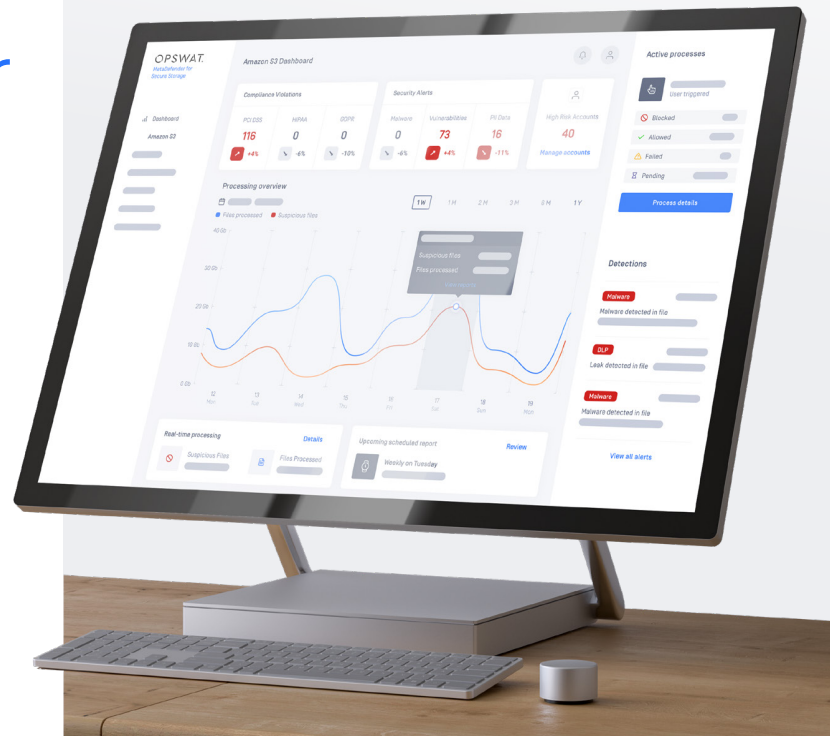 OPSWAT.
MetaDefender for
Secure Storage
Dashboard
Amazon S3
Amazon S3 Dashboard
Compliance Violations
PCI DSS
HIPAA
GDPR
116
0
0
+4%
-6%
-10%
Security Alerts
Malware
Vulnerabilities
PII Data
0
73
16
-6%
+4%
-11%
High Risk Accounts
40
Manage accounts
Processing overview
1W
1M
2M
3M
6M
1Y
Files processed
Suspicious files
40 Gb
30 Gb
20 Gb
10 Gb
0 Gb
Suspicious files
Files processed
12
13
14
15
16
17
18
19
Mon
Tue
Wed
Thu
Fri
Sat
Sun
Mon
Real-time processing
Details
Suspicious Files
Files Processed
Upcoming scheduled report
Review
Weekly on Tuesday
Active processes
User triggered
Blocked
Allowed
Failed
Pending
Process details
Detections
Malware
Malware detected in file
DLP
Leak detected in file
Malware
Malware detected in file
View all alerts